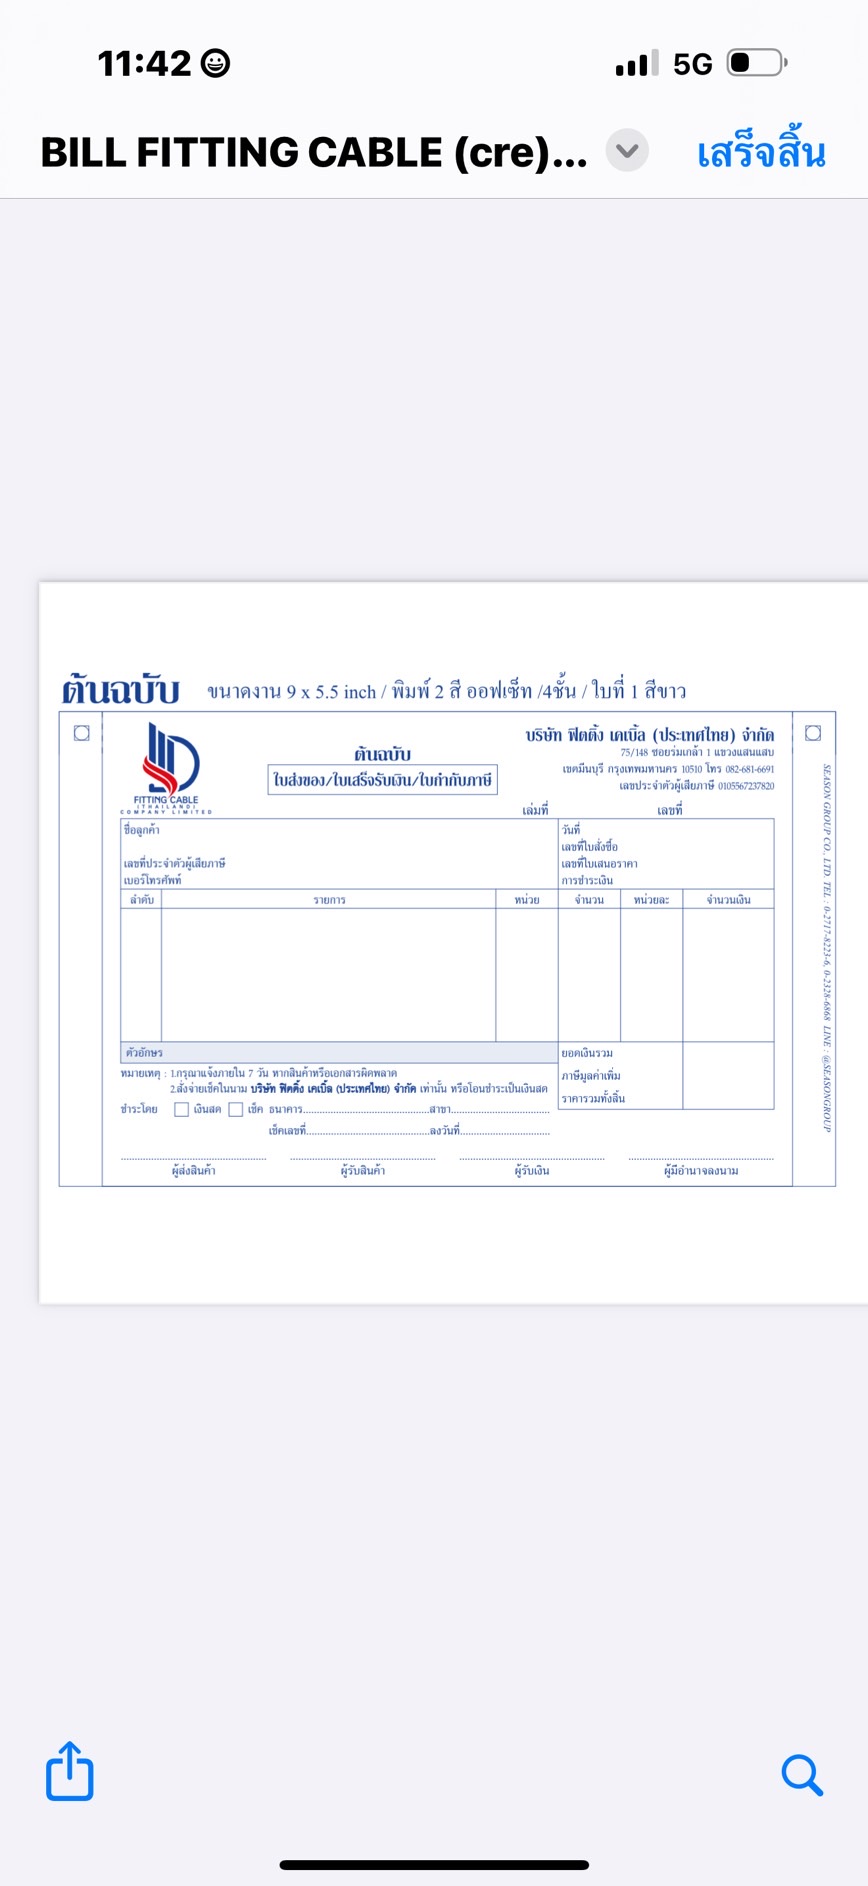 11:42
5G
BILL FITTING CABLE (cre)...
เสร็จสิ้น
ต้นฉบับ ขนาดงาน 9 x 5.5 inch / พิมพ์ 2 สี ออฟเซ็ท /4ชั้น / ใบที่ 1 สีขาว
FITTING CABLE
(THAILAND)
COMPANY LIMITED
ต้นฉบับ
ใบส่งของ/ใบเสร็จรับเงิน/ใบกำกับภาษี
บริษัท ฟิตติ้ง เคเบิ้ล (ประเทศไทย) จำกัด
75/148 ซอยร่มเกล้า 1 แขวงแสนแสบ
เขตมีนบุรี กรุงเทพมหานคร 10510 โทร 082-681-6691
เลขประจำตัวผู้เสียภาษี 0105567237820
เล่มที่ เลขที่
ชื่อลูกค้า
เลขที่ประจำตัวผู้เสียภาษี
เบอร์โทรศัพท์
วันที่
เลขที่ใบสั่งซื้อ
เลขที่ใบเสนอราคา
การชำระเงิน
ลำดับ รายการ หน่วย จำนวน หน่วยละ จำนวนเงิน
ตัวอักษร
ยอดเงินรวม
ภาษีมูลค่าเพิ่ม
ราคารวมทั้งสิ้น
หมายเหตุ : 1.กรุณาแจ้งภายใน 7 วัน หากสินค้าหรือเอกสารผิดพลาด
2.สั่งจ่ายเช็คในนาม บริษัท ฟิตติ้ง เคเบิ้ล (ประเทศไทย) จำกัด เท่านั้น หรือโอนชำระเป็นเงินสด
ชำระโดย เงินสด เช็ค ธนาคาร..........สาขา..........
เช็คเลขที่..........ลงวันที่..........
ผู้ส่งสินค้า ผู้รับสินค้า ผู้รับเงิน ผู้มีอำนาจลงนาม
SEASON GROUP CO., LTD. TEL : 0-2717-8223-6, 0-2328-6868 LINE : @SEASONGROUP